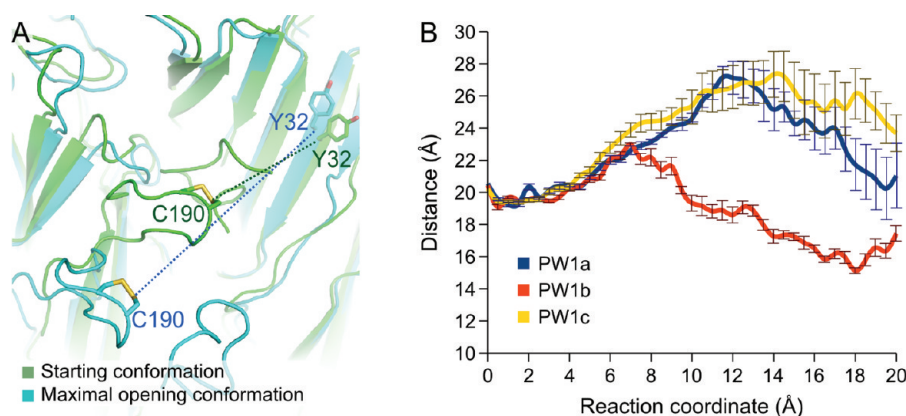 A
Y32
Y32
C190
C190
Starting conformation
Maximal opening conformation
B
30
28
26
24
22
20
18
16
14
12
10
Distance (Å)
PW1a
PW1b
PW1c
0 2 4 6 8 10 12 14 16 18 20
Reaction coordinate (Å)